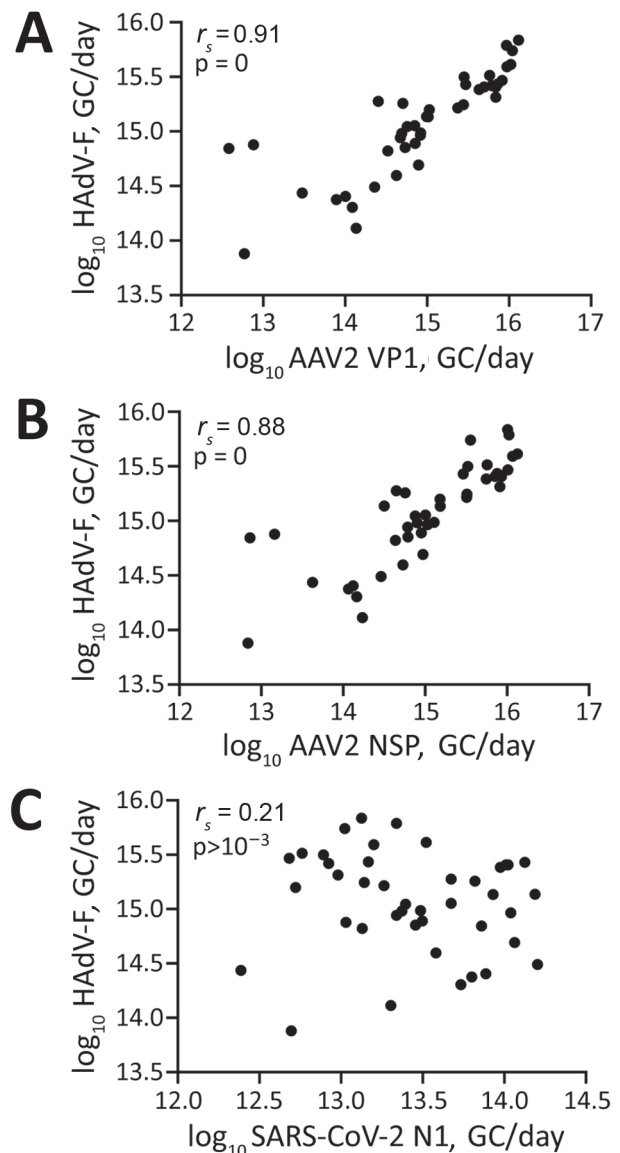 A
r_s = 0.91
p = 0
log10 HAdV-F, GC/day
16.0
15.5
15.0
14.5
14.0
13.5
12 13 14 15 16 17
log10 AAV2 VP1, GC/day
B
r_s = 0.88
p = 0
log10 HAdV-F, GC/day
16.0
15.5
15.0
14.5
14.0
13.5
12 13 14 15 16 17
log10 AAV2 NSP, GC/day
C
r_s = 0.21
p>10⁻³
log10 HAdV-F, GC/day
16.0
15.5
15.0
14.5
14.0
13.5
12.0 12.5 13.0 13.5 14.0 14.5
log10 SARS-CoV-2 N1, GC/day